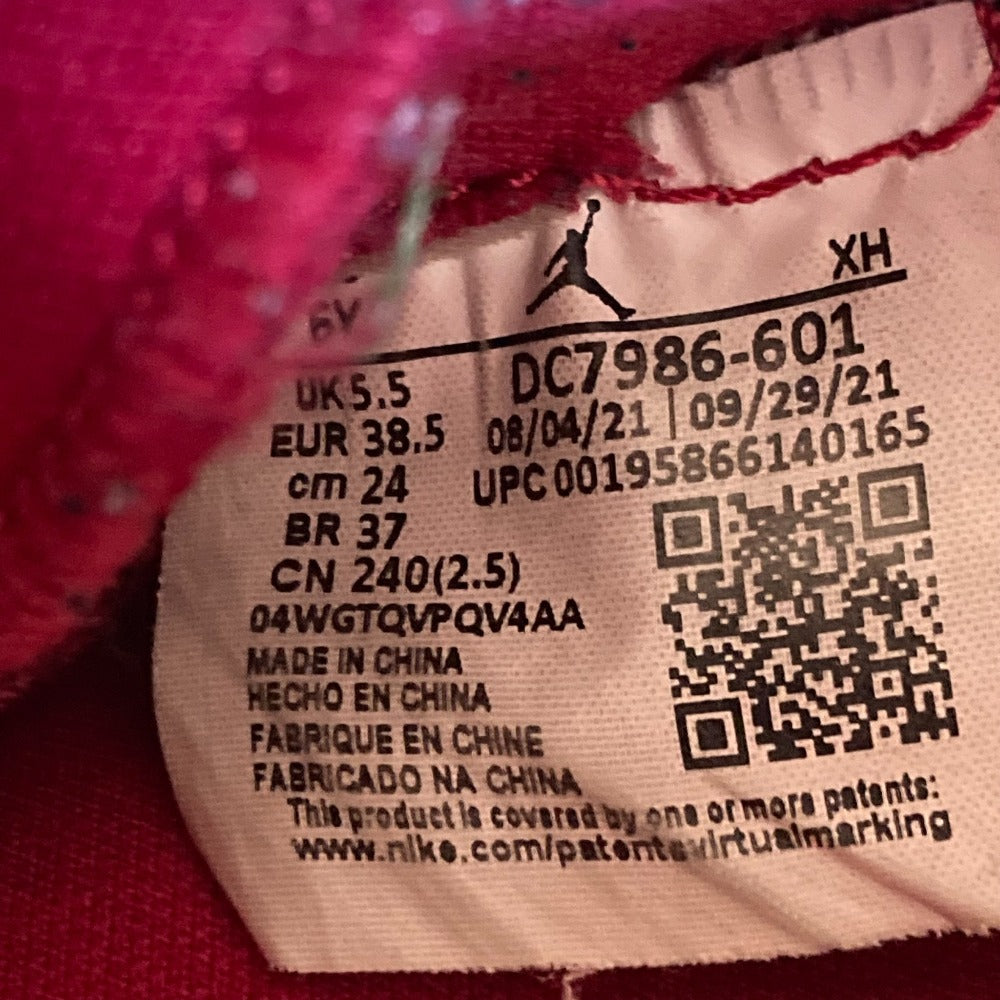 XH
6Y
DC7986-601
UK 5.5
08/04/21 | 09/29/21
EUR 38.5
UPC 00195866140165
cm 24
BR 37
CN 240(2.5)
04WGTQVPQV4AA
MADE IN CHINA
HECHO EN CHINA
FABRIQUE EN CHINE
FABRICADO NA CHINA
This product is covered by one or more patents:
www.nike.com/patentsvirtualmarking